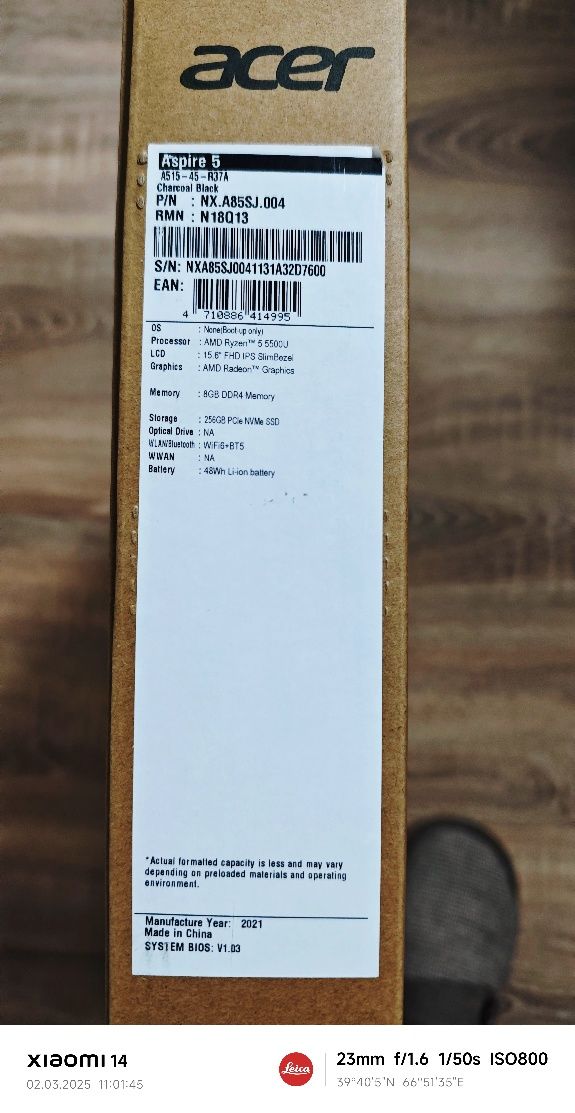 acer
Aspire 5
A515-45-R37A
Charcoal Black
P/N : NX.A85SJ.004
RMN : N18Q13
S/N: NXA85SJ0041131A32D7600
EAN:
4 710886 414995
OS : None(Boot-up only)
Processor : AMD Ryzen™ 5 5500U
LCD : 15.6" FHD IPS SlimBezel
Graphics : AMD Radeon™ Graphics
Memory : 8GB DDR4 Memory
Storage : 256GB PCIe NVMe SSD
Optical Drive : NA
WLAN/Bluetooth : WiFi6+BT5
WWAN : NA
Battery : 48Wh Li-ion battery
*Actual formatted capacity is less and may vary
depending on preloaded materials and operating
environment.
Manufacture Year: 2021
Made in China
SYSTEM BIOS: V1.03
xiaomi 14
02.03.2025 11:01:45
Leica
23mm f/1.6 1/50s ISO800
39°40'5"N 66°51'35"E